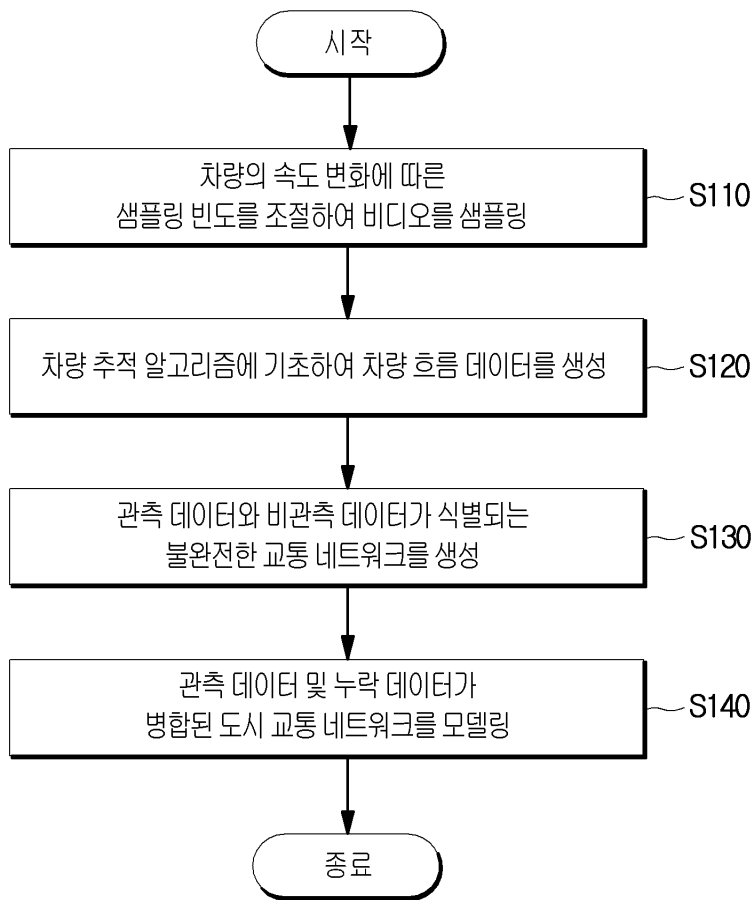 시작
차량의 속도 변화에 따른
샘플링 빈도를 조절하여 비디오를 샘플링
S110
차량 추적 알고리즘에 기초하여 차량 흐름 데이터를 생성
S120
관측 데이터와 비관측 데이터가 식별되는
불완전한 교통 네트워크를 생성
S130
관측 데이터 및 누락 데이터가
병합된 도시 교통 네트워크를 모델링
S140
종료